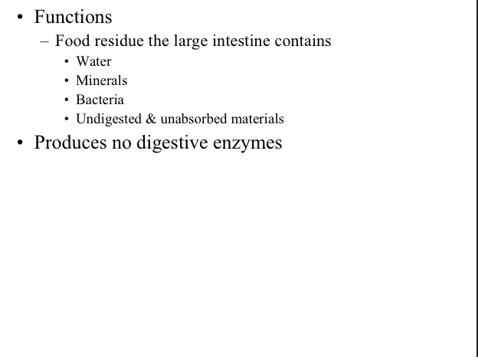 • Functions
– Food residue the large intestine contains
• Water
• Minerals
• Bacteria
• Undigested & unabsorbed materials
• Produces no digestive enzymes